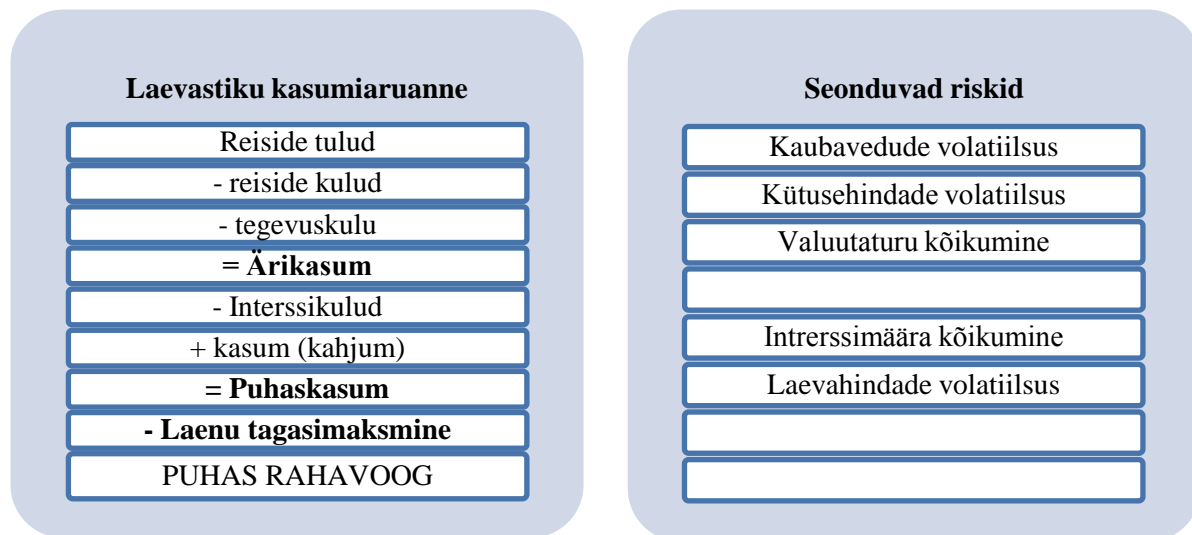 Laevastiku kasumiaruanne
Reiside tulud
- reiside kulud
- tegevuskulu
= Ärikasum
- Interssikulud
+ kasum (kahjum)
= Puhaskasum
- Laenu tagasimaksmine
PUHAS RAHAVOOG
Seonduvad riskid
Kaubavedude volatiilsus
Kütusehindade volatiilsus
Valuutaturu kõikumine
Intrerssimäära kõikumine
Laevahindade volatiilsus